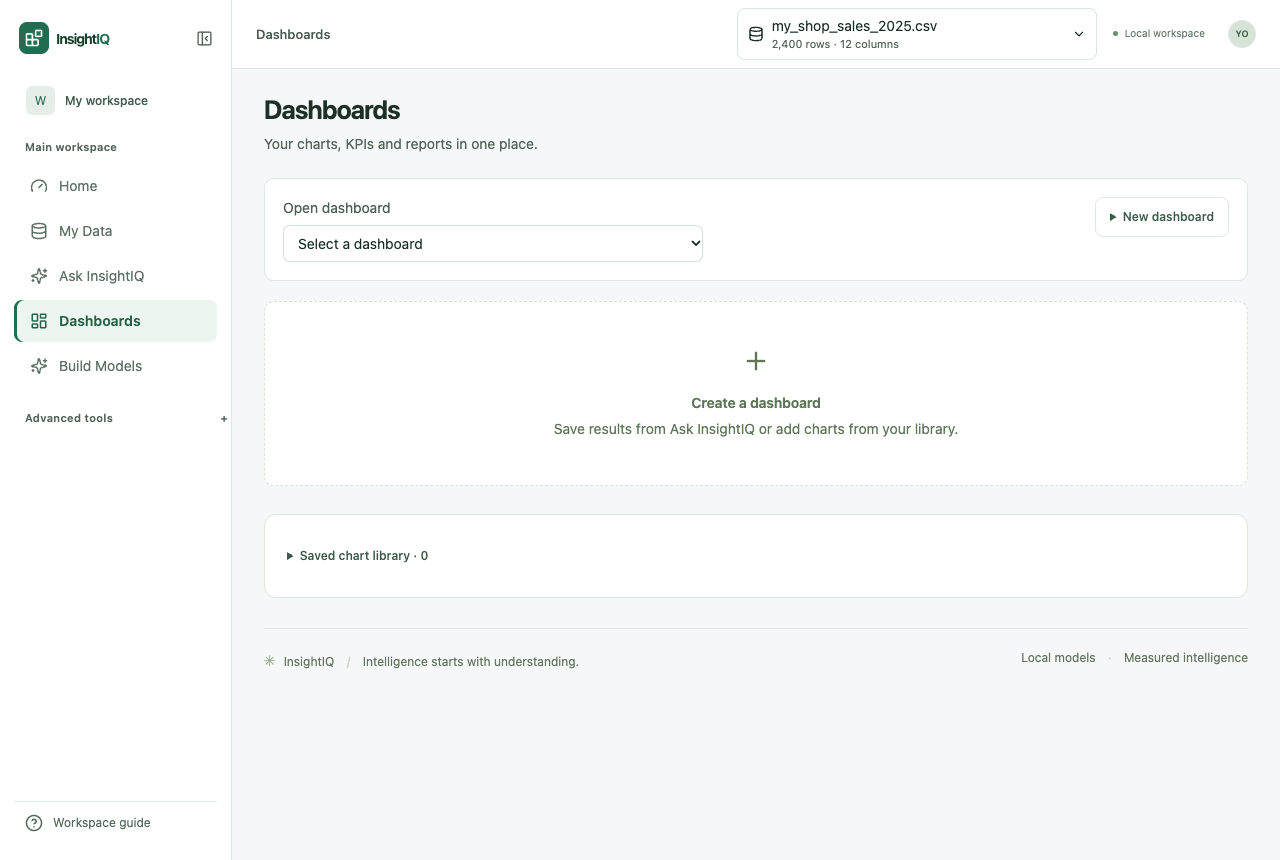 InsightIQ
W My workspace
Main workspace
Home
My Data
Ask InsightIQ
Dashboards
Build Models
Advanced tools +
Workspace guide
Dashboards
my_shop_sales_2025.csv
2,400 rows · 12 columns
Local workspace
YO
Dashboards
Your charts, KPIs and reports in one place.
Open dashboard
Select a dashboard
New dashboard
Create a dashboard
Save results from Ask InsightIQ or add charts from your library.
Saved chart library · 0
InsightIQ / Intelligence starts with understanding.
Local models · Measured intelligence